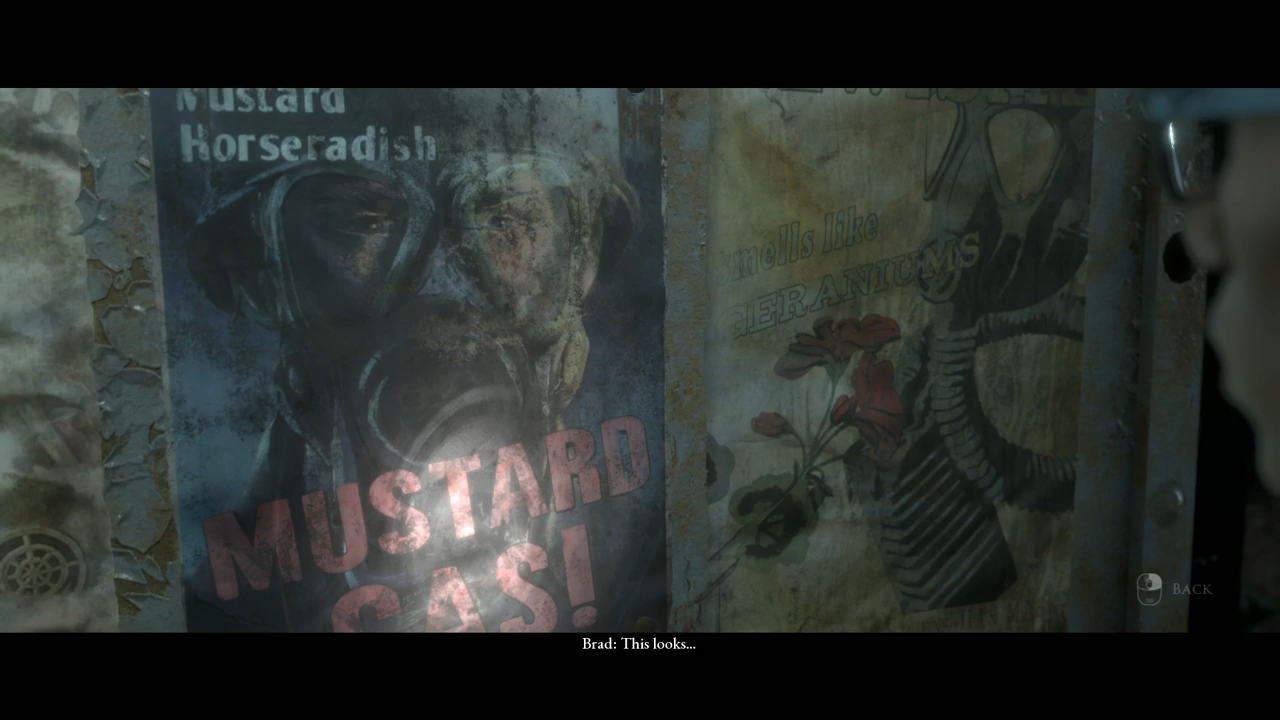 Mustard
Horseradish
MUSTARD
GAS!
smells like
GERANIUMS
BACK
Brad: This looks...